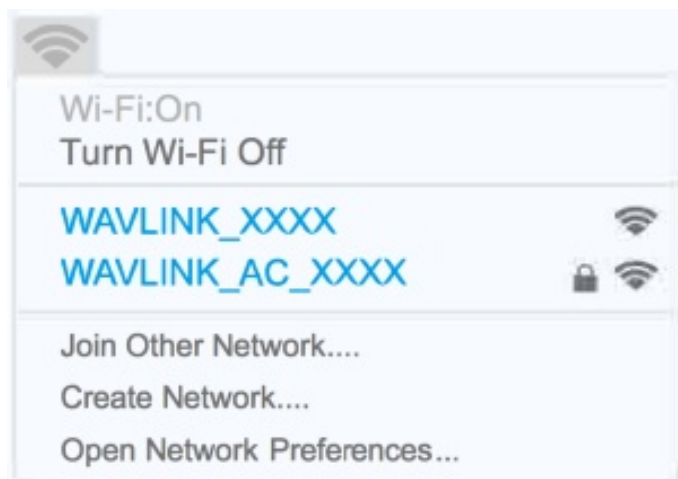 Wi-Fi:On
Turn Wi-Fi Off
WAVLINK_XXXX
WAVLINK_AC_XXXX
Join Other Network....
Create Network....
Open Network Preferences...